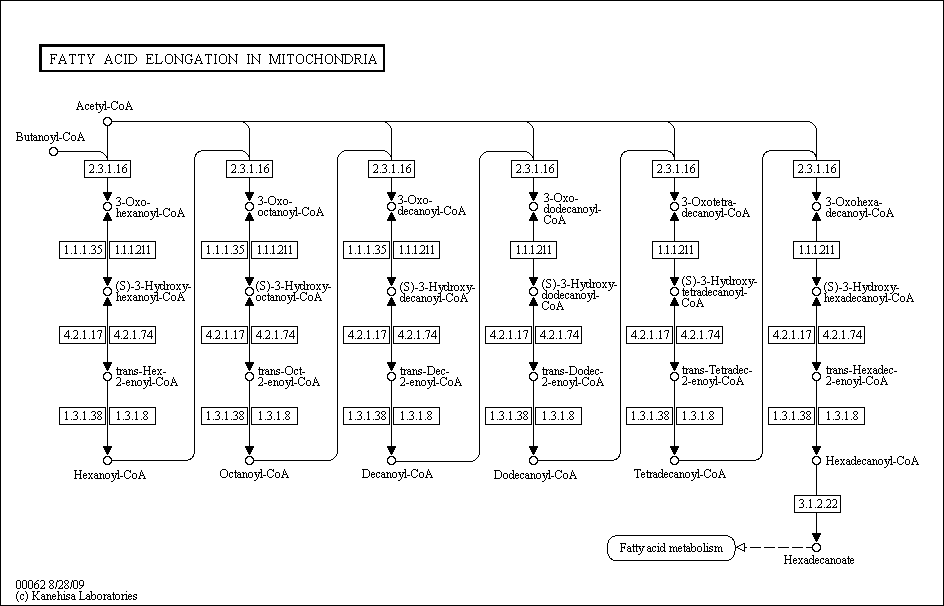 FATTY ACID ELONGATION IN MITOCHONDRIA
Acetyl-CoA
Butanoyl-CoA
2.3.1.16
2.3.1.16
2.3.1.16
2.3.1.16
2.3.1.16
2.3.1.16
3-Oxo-
hexanoyl-CoA
3-Oxo-
octanoyl-CoA
3-Oxo-
decanoyl-CoA
3-Oxo-
dodecanoyl-
CoA
3-Oxotetra-
decanoyl-CoA
3-Oxohexa-
decanoyl-CoA
1.1.1.35
1.1.1.211
1.1.1.35
1.1.1.211
1.1.1.35
1.1.1.211
1.1.1.211
1.1.1.211
1.1.1.211
(S)-3-Hydroxy-
hexanoyl-CoA
(S)-3-Hydroxy-
octanoyl-CoA
(S)-3-Hydroxy-
decanoyl-CoA
(S)-3-Hydroxy-
dodecanoyl-
CoA
(S)-3-Hydroxy-
tetradecanoyl-
CoA
(S)-3-Hydroxy-
hexadecanoyl-CoA
4.2.1.17
4.2.1.74
4.2.1.17
4.2.1.74
4.2.1.17
4.2.1.74
4.2.1.17
4.2.1.74
4.2.1.17
4.2.1.74
4.2.1.17
4.2.1.74
trans-Hex-
2-enoyl-CoA
trans-Oct-
2-enoyl-CoA
trans-Dec-
2-enoyl-CoA
trans-Dodec-
2-enoyl-CoA
trans-Tetradec-
2-enoyl-CoA
trans-Hexadec-
2-enoyl-CoA
1.3.1.38
1.3.1.8
1.3.1.38
1.3.1.8
1.3.1.38
1.3.1.8
1.3.1.38
1.3.1.8
1.3.1.38
1.3.1.8
1.3.1.38
1.3.1.8
Hexanoyl-CoA
Octanoyl-CoA
Decanoyl-CoA
Dodecanoyl-CoA
Tetradecanoyl-CoA
Hexadecanoyl-CoA
3.1.2.22
Fatty acid metabolism
Hexadecanoate
00062 8/28/09
(c) Kanehisa Laboratories